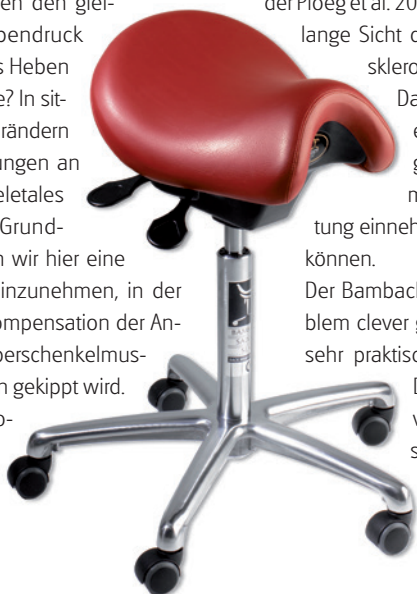 en den glei-
bendruck
s Heben
e? In sit-
rändern
ungen an
eletales
Grund-
n wir hier eine
inzunehmen, in der
ompensation der An-
berschenkelmus-
n gekippt wird.
o-
der Ploeg et al. 20
lange Sicht d
sklero
Da
e
g
m
tung einneh
können.
Der Bambach
blem clever g
sehr praktisc
D
v
s